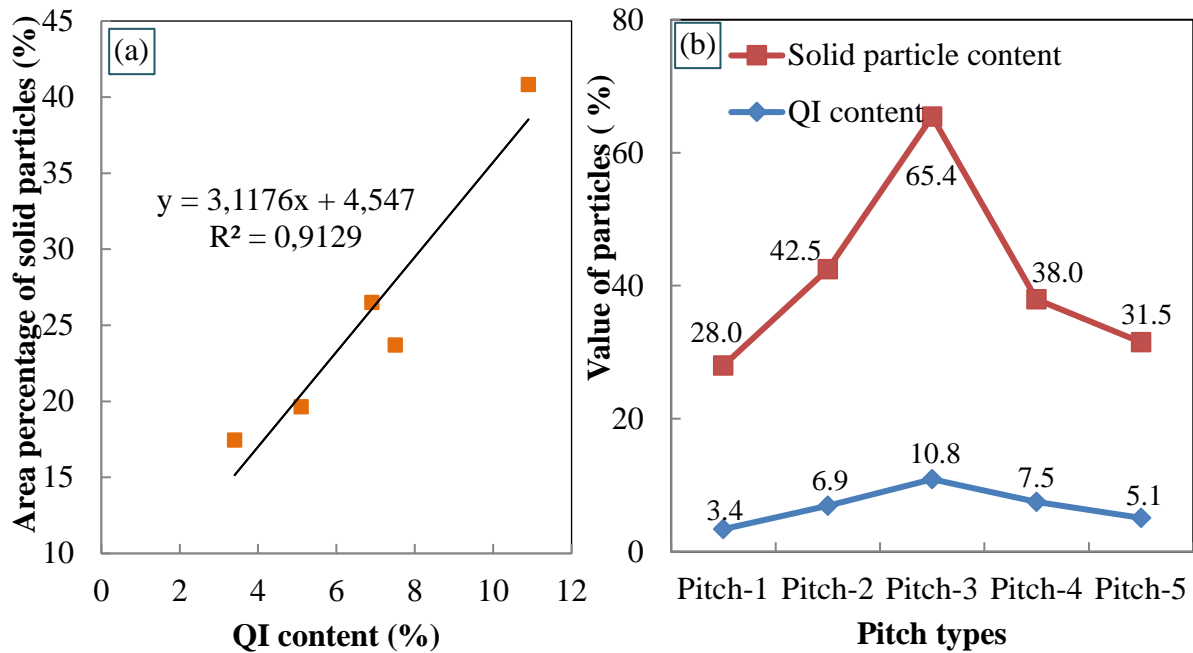 (a)
Area percentage of solid particles (%)
45
40
35
30
25
20
15
10
y = 3,1176x + 4,547
R² = 0,9129
0 2 4 6 8 10 12
QI content (%)
(b)
Value of particles ( %)
80
60
40
20
0
Solid particle content
QI content
28.0
42.5
65.4
38.0
31.5
3.4
6.9
10.8
7.5
5.1
Pitch-1 Pitch-2 Pitch-3 Pitch-4 Pitch-5
Pitch types